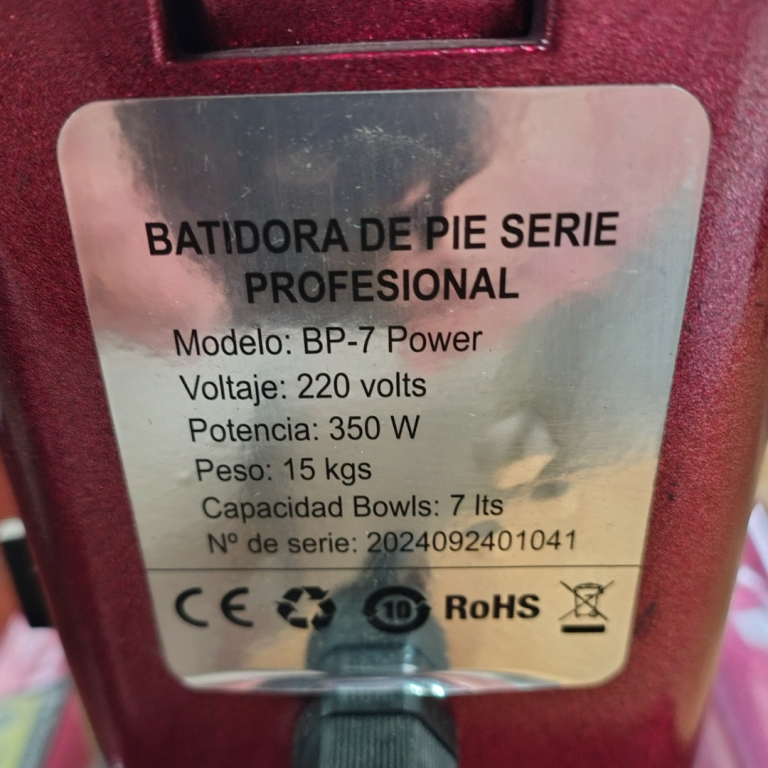 BATIDORA DE PIE SERIE
PROFESIONAL
Modelo: BP-7 Power
Voltaje: 220 volts
Potencia: 350 W
Peso: 15 kgs
Capacidad Bowls: 7 lts
Nº de serie: 2024092401041
CE 10 RoHS